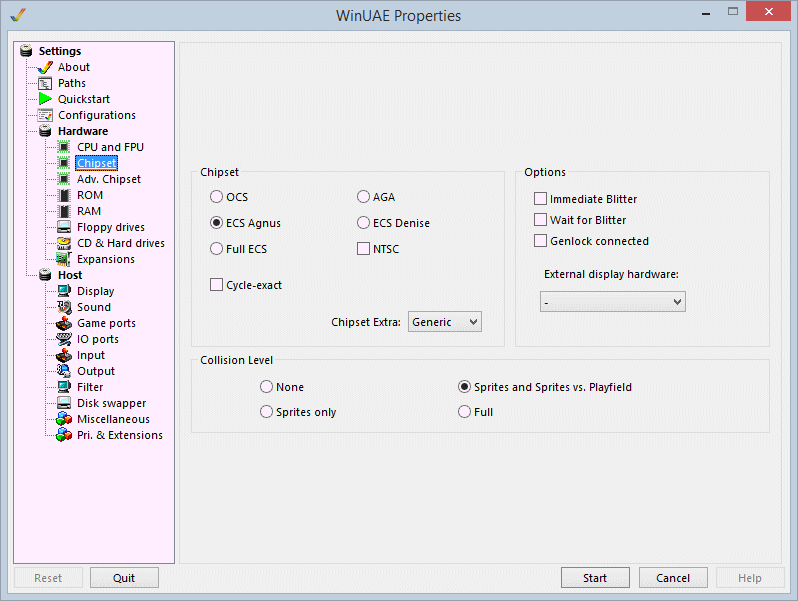 WinUAE Properties
Settings
About
Paths
Quickstart
Configurations
Hardware
CPU and FPU
Chipset
Adv. Chipset
ROM
RAM
Floppy drives
CD & Hard drives
Expansions
Host
Display
Sound
Game ports
IO ports
Input
Output
Filter
Disk swapper
Miscellaneous
Pri. & Extensions
Chipset
OCS
AGA
ECS Agnus
ECS Denise
Full ECS
NTSC
Cycle-exact
Chipset Extra: Generic
Options
Immediate Blitter
Wait for Blitter
Genlock connected
External display hardware:
-
Collision Level
None
Sprites and Sprites vs. Playfield
Sprites only
Full
Reset
Quit
Start
Cancel
Help